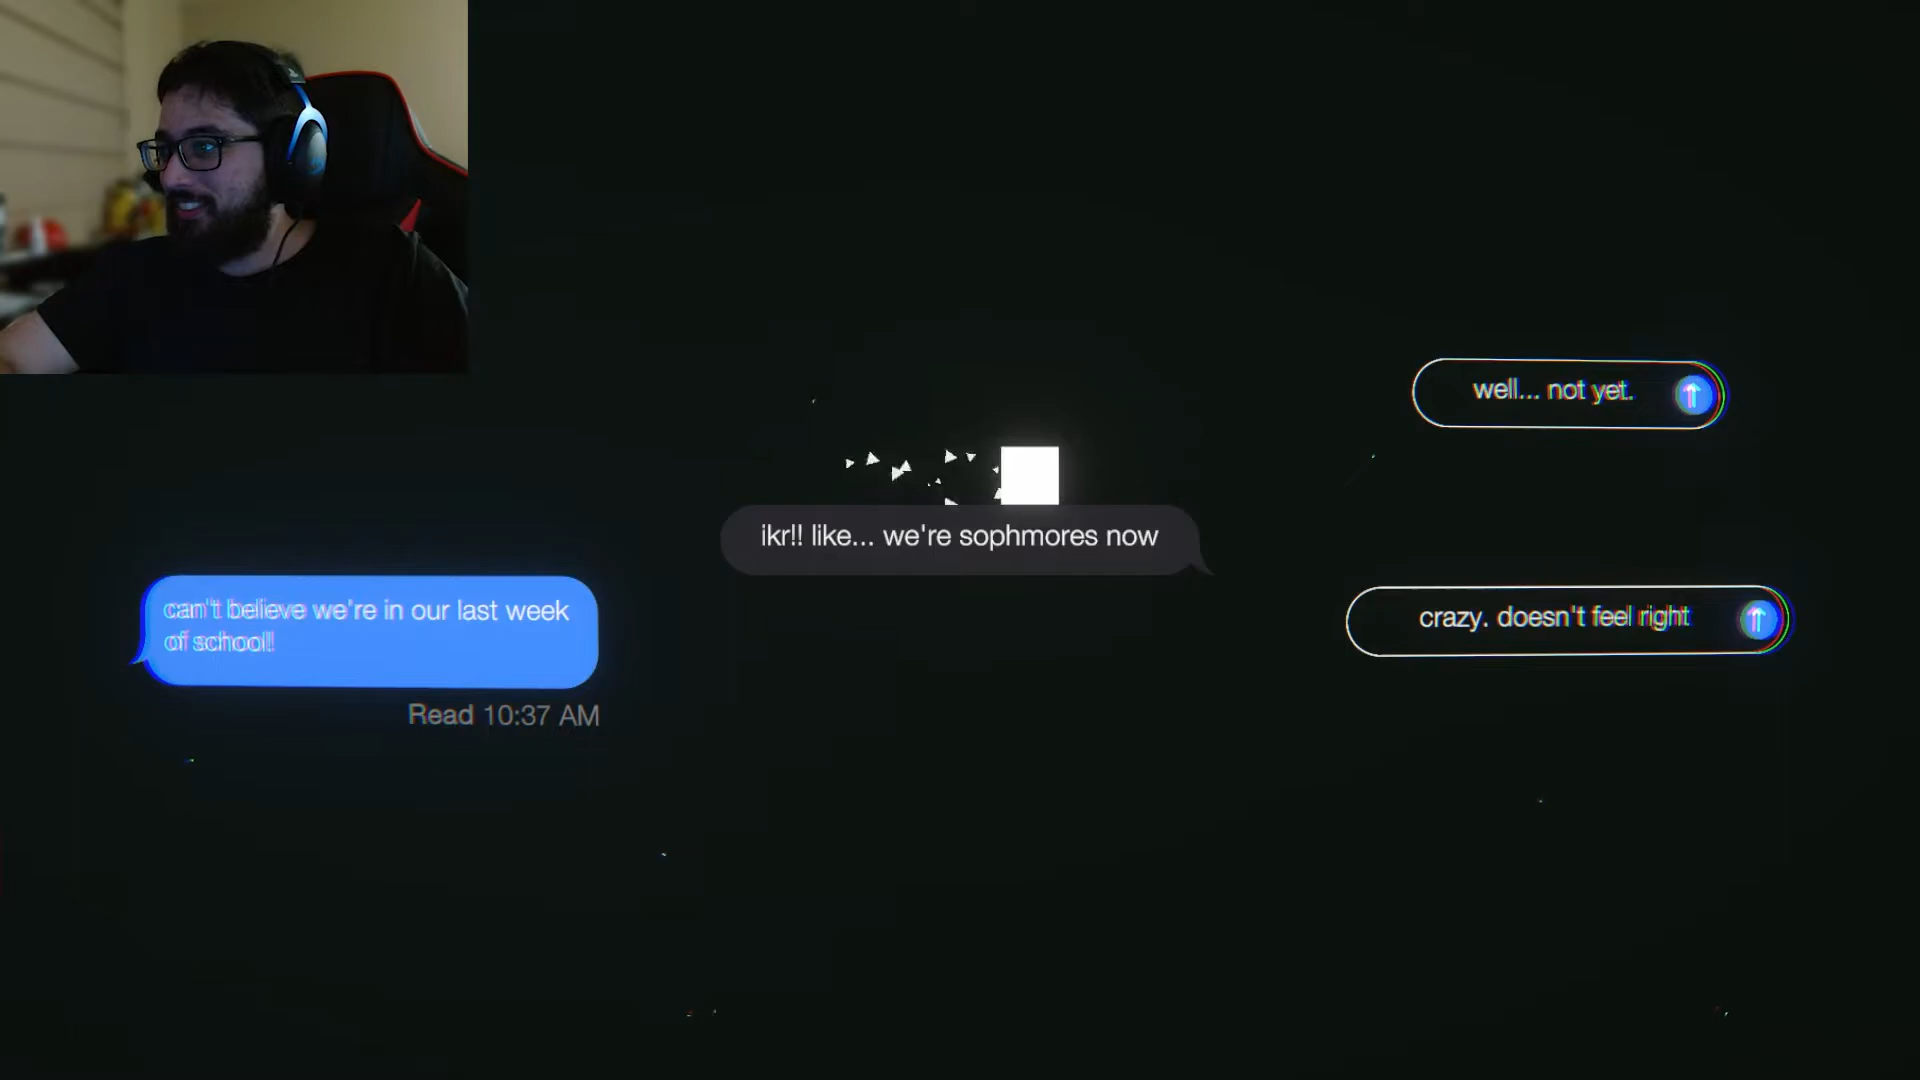 can't believe we're in our last week
of school!
Read 10:37 AM
ikr!! like... we're sophmores now
well... not yet.
crazy. doesn't feel right